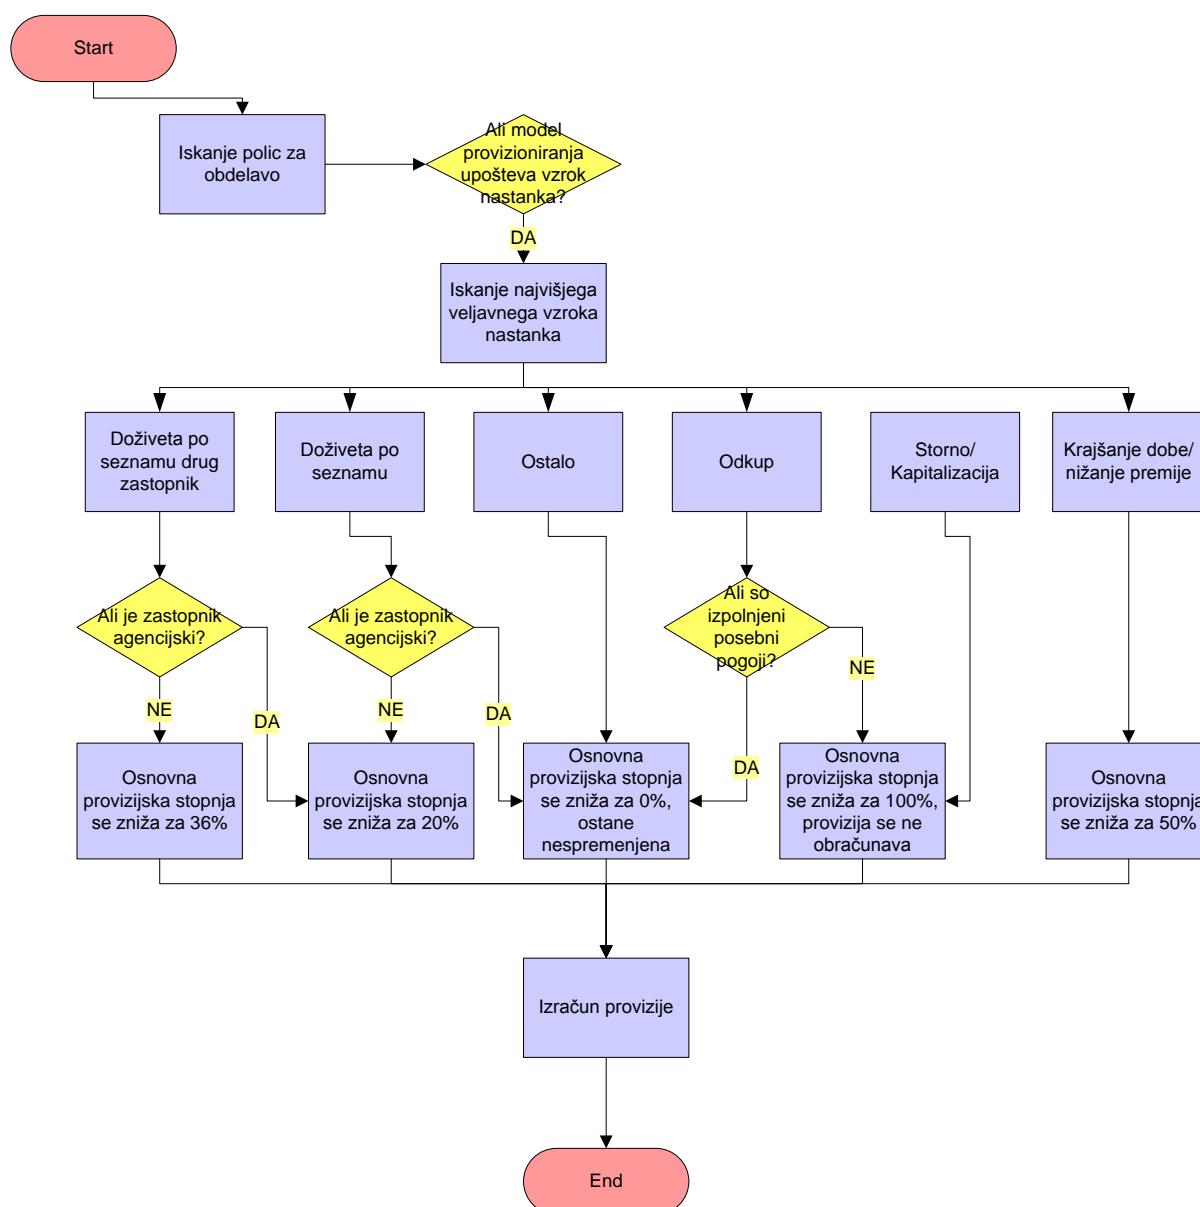 Start
Iskanje polic za
obdelavo
Ali model
provizioniranja
upošteva vzrok
nastanka?
DA
Iskanje najvišjega
veljavnega vzroka
nastanka
Doživeta po
seznamu drug
zastopnik
Doživeta po
seznamu
Ostalo
Odkup
Storno/
Kapitalizacija
Krajšanje dobe/
nižanje premije
Ali je zastopnik
agencijski?
Ali je zastopnik
agencijski?
Ali so
izpolnjeni
posebni
pogoji?
NE
DA
NE
DA
DA
NE
Osnovna
provizijska stopnja
se zniža za 36%
Osnovna
provizijska stopnja
se zniža za 20%
Osnovna
provizijska stopnja
se zniža za 0%,
ostane
nespremenjena
Osnovna
provizijska stopnja
se zniža za 100%,
provizija se ne
obračunava
Osnovna
provizijska stopnja
se zniža za 50%
Izračun provizije
End